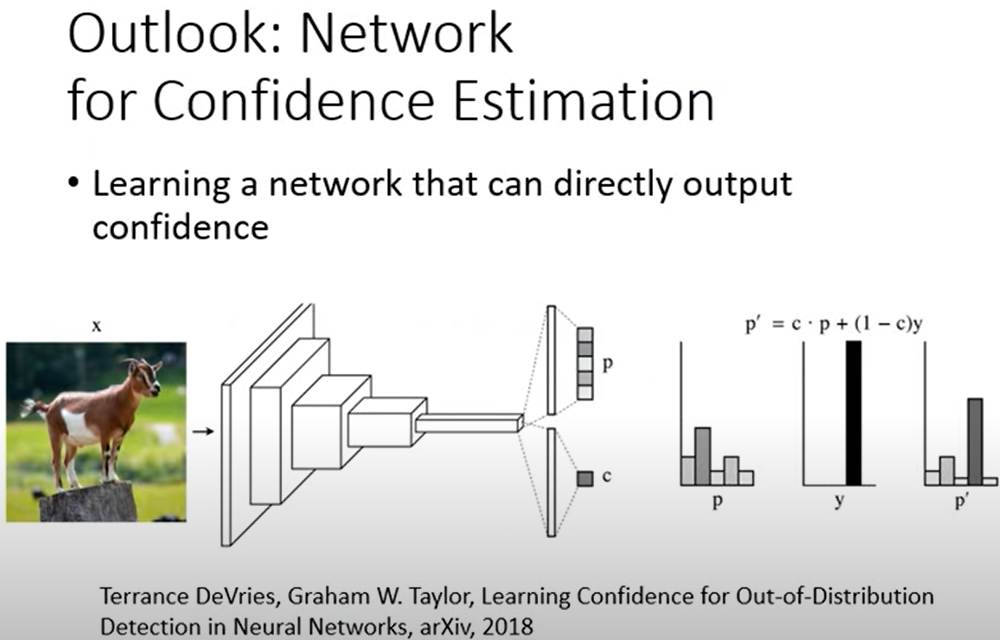 Outlook: Network
for Confidence Estimation
• Learning a network that can directly output
confidence
x
p
c
p′ = c · p + (1 − c)y
p
y
p′
Terrance DeVries, Graham W. Taylor, Learning Confidence for Out-of-Distribution
Detection in Neural Networks, arXiv, 2018